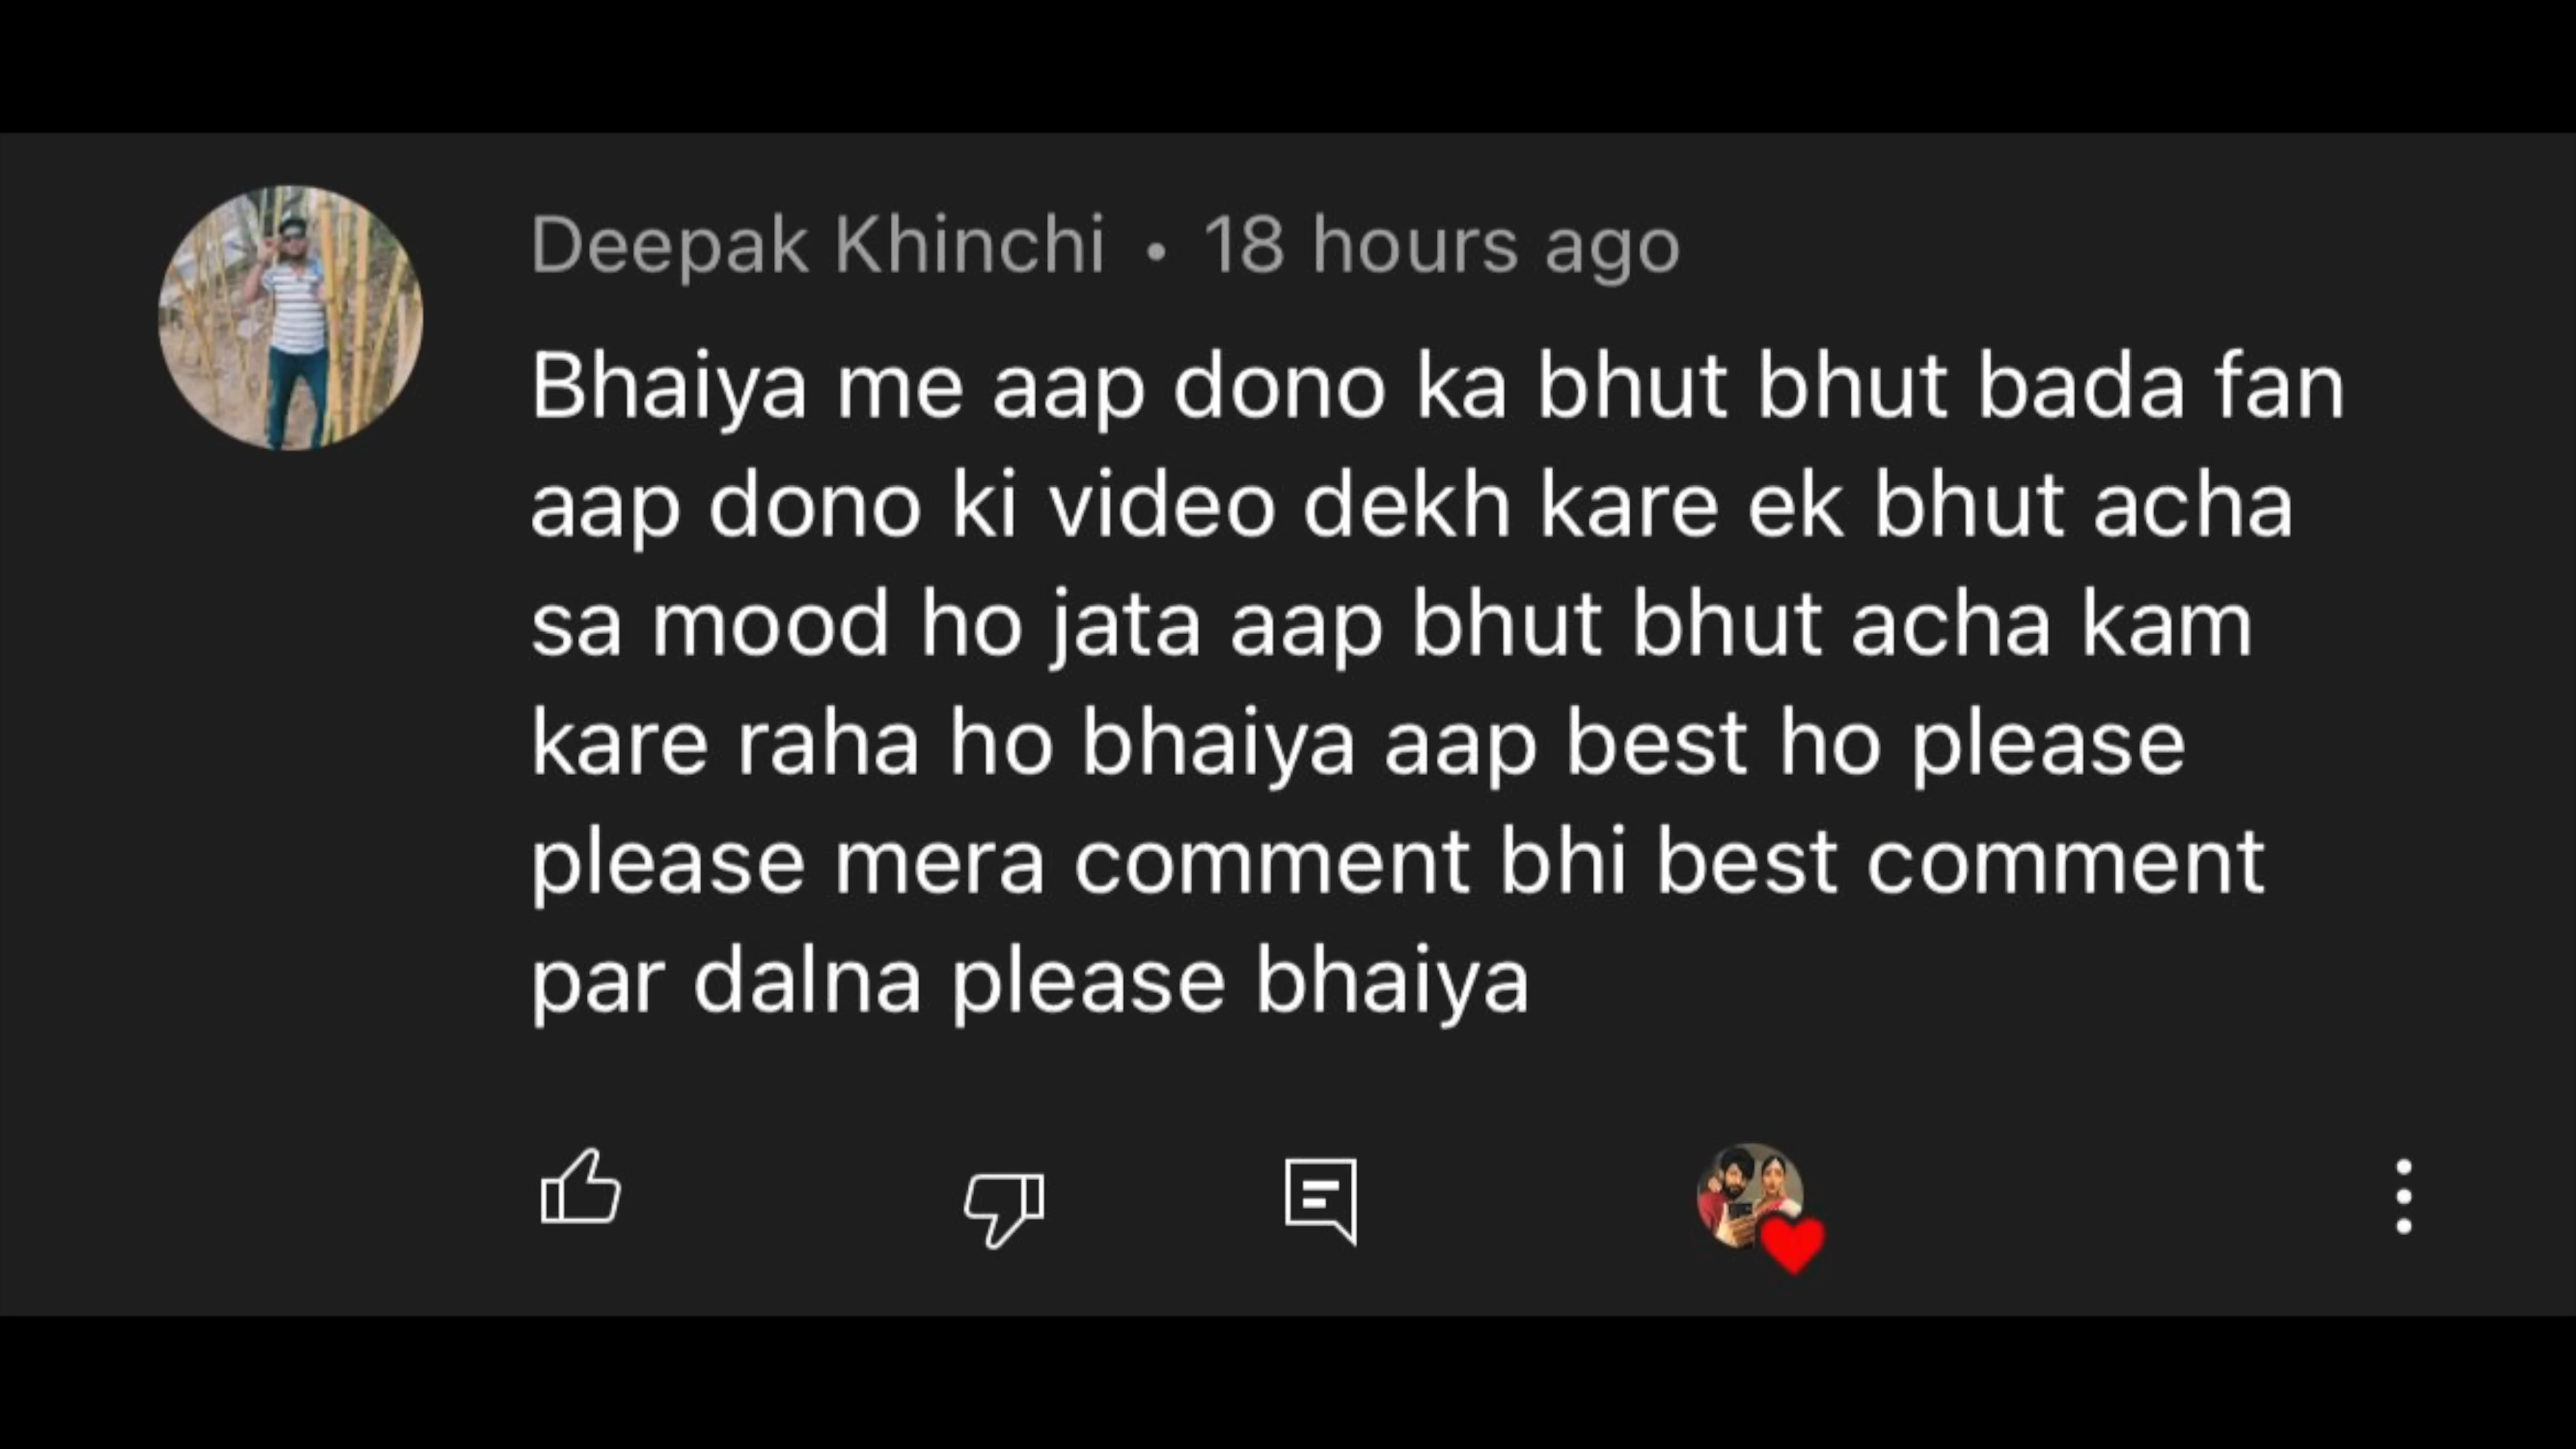 Deepak Khinchi • 18 hours ago
Bhaiya me aap dono ka bhut bhut bada fan
aap dono ki video dekh kare ek bhut acha
sa mood ho jata aap bhut bhut acha kam
kare raha ho bhaiya aap best ho please
please mera comment bhi best comment
par dalna please bhaiya